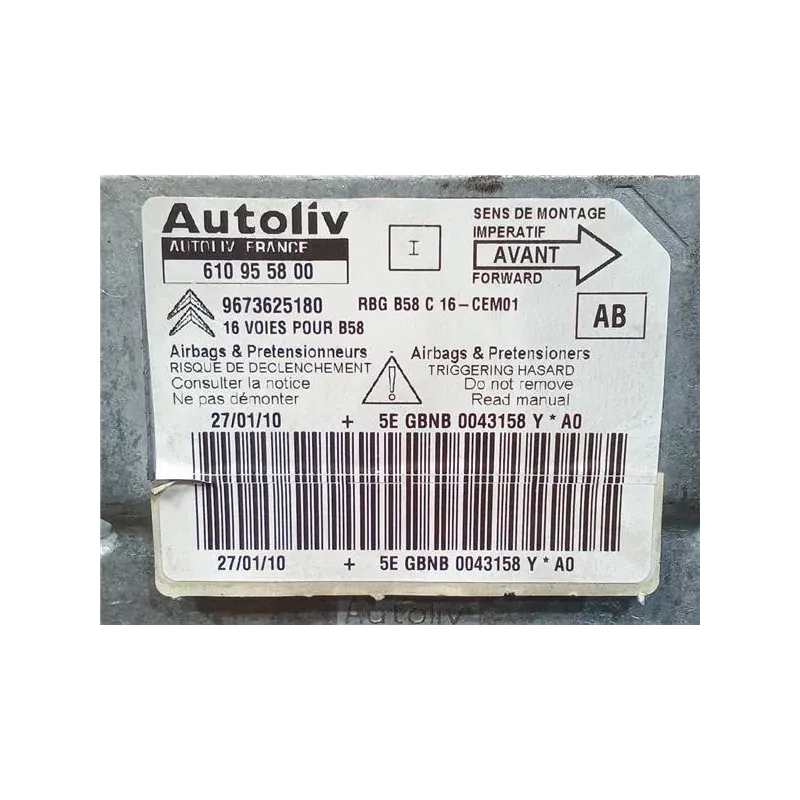 Autoliv
AUTOLIV FRANCE
610 95 58 00
I
SENS DE MONTAGE
IMPERATIF
AVANT
FORWARD
9673625180 RBG B58 C 16-CEM01
16 VOIES POUR B58
AB
Airbags & Pretensionneurs
RISQUE DE DECLENCHEMENT
Consulter la notice
Ne pas démonter
!
Airbags & Pretensioners
TRIGGERING HASARD
Do not remove
Read manual
27/01/10 + 5E GBNB 0043158 Y * A0
27/01/10 + 5E GBNB 0043158 Y * A0
Autoliv